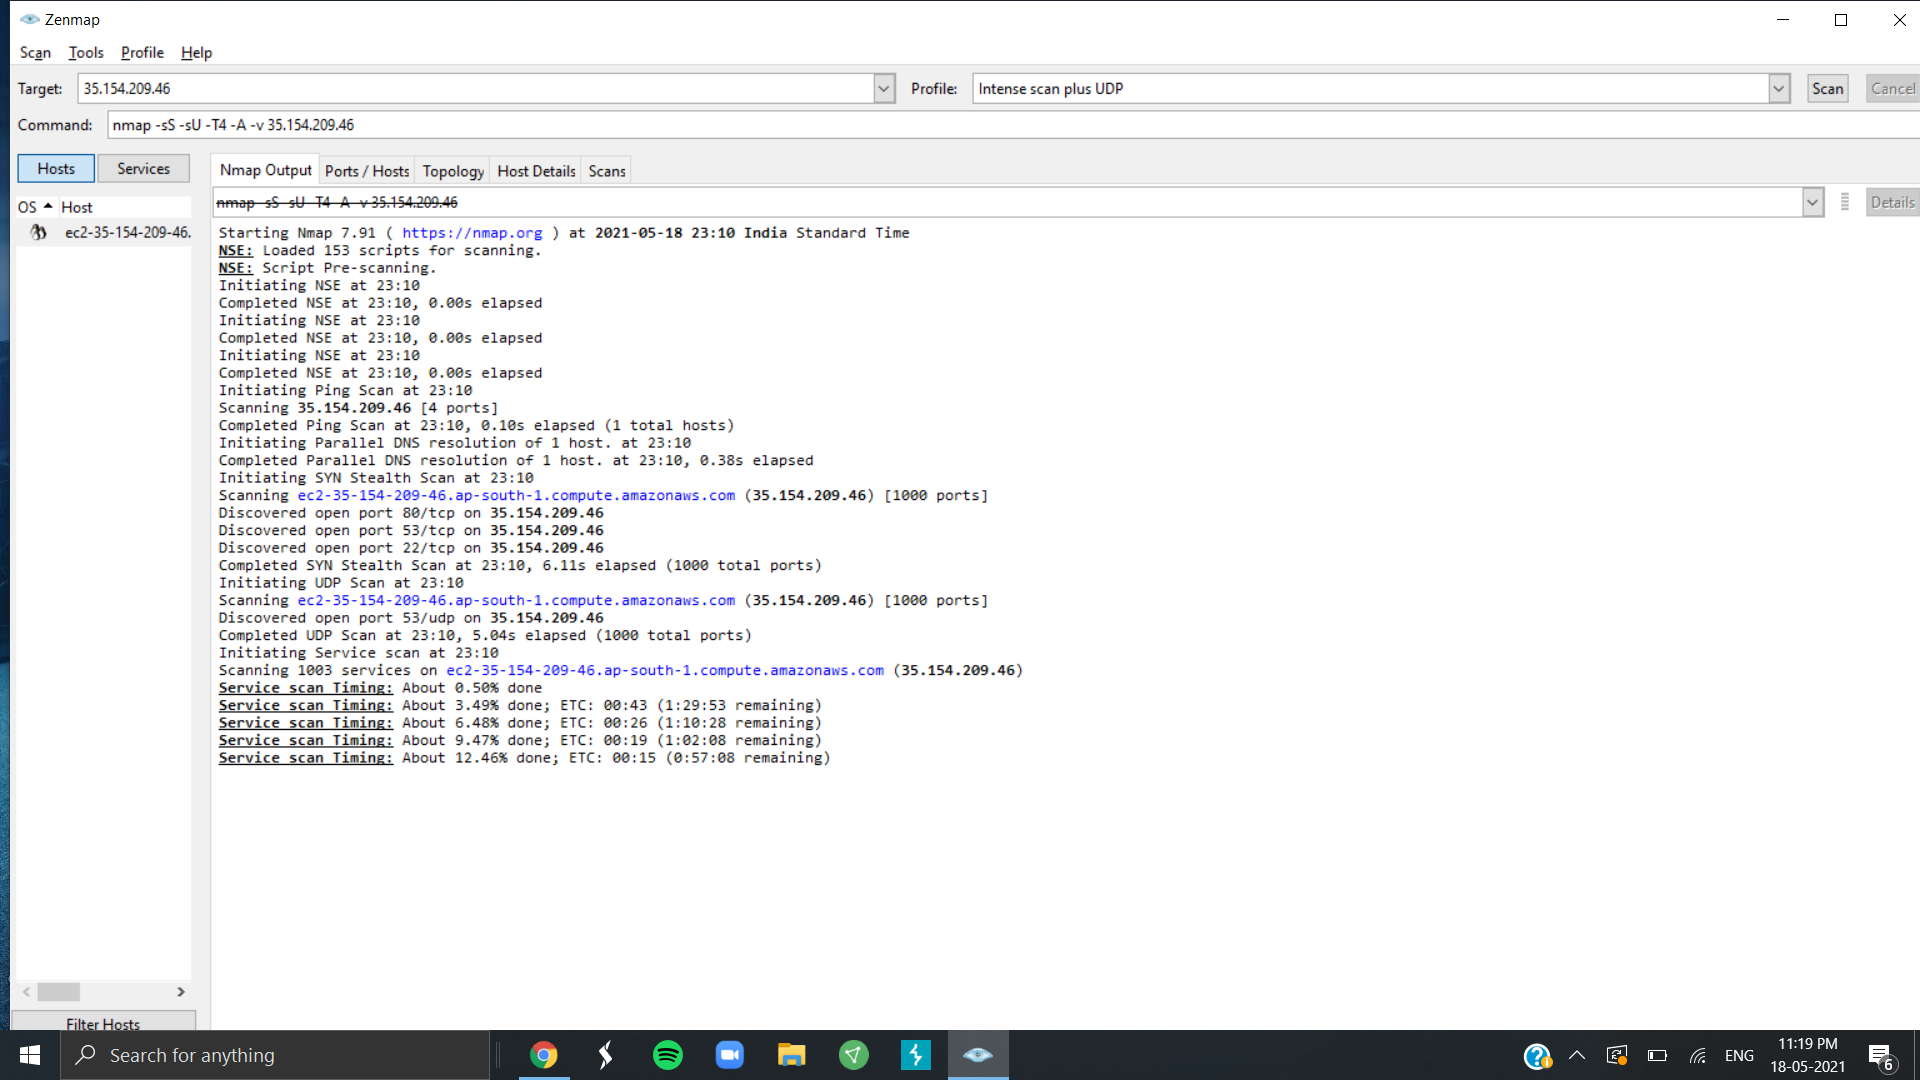 Zenmap
Scan Tools Profile Help
Target: 35.154.209.46 Profile: Intense scan plus UDP Scan Cancel
Command: nmap -sS -sU -T4 -A -v 35.154.209.46
Hosts Services Nmap Output Ports / Hosts Topology Host Details Scans
OS Host nmap -sS -sU -T4 -A -v 35.154.209.46 Details
ec2-35-154-209-46.
Starting Nmap 7.91 ( https://nmap.org ) at 2021-05-18 23:10 India Standard Time
NSE: Loaded 153 scripts for scanning.
NSE: Script Pre-scanning.
Initiating NSE at 23:10
Completed NSE at 23:10, 0.00s elapsed
Initiating NSE at 23:10
Completed NSE at 23:10, 0.00s elapsed
Initiating NSE at 23:10
Completed NSE at 23:10, 0.00s elapsed
Initiating Ping Scan at 23:10
Scanning 35.154.209.46 [4 ports]
Completed Ping Scan at 23:10, 0.10s elapsed (1 total hosts)
Initiating Parallel DNS resolution of 1 host. at 23:10
Completed Parallel DNS resolution of 1 host. at 23:10, 0.38s elapsed
Initiating SYN Stealth Scan at 23:10
Scanning ec2-35-154-209-46.ap-south-1.compute.amazonaws.com (35.154.209.46) [1000 ports]
Discovered open port 80/tcp on 35.154.209.46
Discovered open port 53/tcp on 35.154.209.46
Discovered open port 22/tcp on 35.154.209.46
Completed SYN Stealth Scan at 23:10, 6.11s elapsed (1000 total ports)
Initiating UDP Scan at 23:10
Scanning ec2-35-154-209-46.ap-south-1.compute.amazonaws.com (35.154.209.46) [1000 ports]
Discovered open port 53/udp on 35.154.209.46
Completed UDP Scan at 23:10, 5.04s elapsed (1000 total ports)
Initiating Service scan at 23:10
Scanning 1003 services on ec2-35-154-209-46.ap-south-1.compute.amazonaws.com (35.154.209.46)
Service scan Timing: About 0.50% done
Service scan Timing: About 3.49% done; ETC: 00:43 (1:29:53 remaining)
Service scan Timing: About 6.48% done; ETC: 00:26 (1:10:28 remaining)
Service scan Timing: About 9.47% done; ETC: 00:19 (1:02:08 remaining)
Service scan Timing: About 12.46% done; ETC: 00:15 (0:57:08 remaining)
Filter Hosts
Search for anything
ENG
11:19 PM
18-05-2021
6